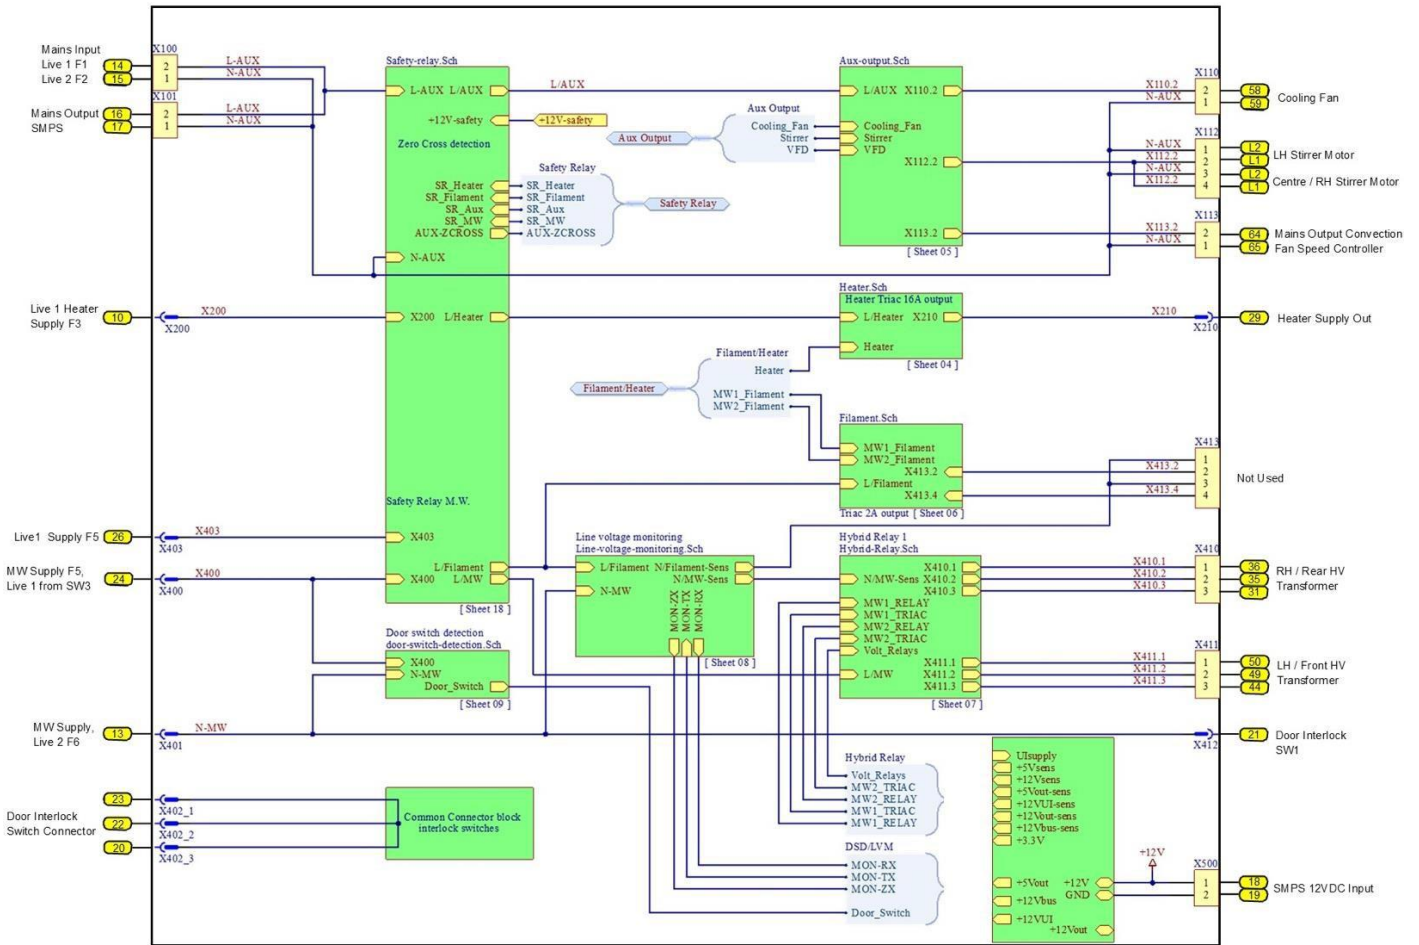 Mains Input
Live 1 F1
Live 2 F2
14
15
X100
2
1
L-AUX
N-AUX
Mains Output
SMPS
16
17
X101
2
1
L-AUX
N-AUX
Safety-relay.Sch
L-AUX L/AUX
+12V-safety
+12V-safety
Zero Cross detection
SR_Heater
SR_Filament
SR_Aux
SR_MW
AUX-ZCROSS
N-AUX
Safety Relay
SR_Heater
SR_Filament
SR_Aux
SR_MW
AUX-ZCROSS
Safety Relay
L/AUX
Aux Output
Aux Output
Cooling_Fan
Stirrer
VFD
Aux-output.Sch
L/AUX X110.2
Cooling_Fan
Stirrer
VFD
X112.2
X113.2
[ Sheet 05 ]
X110
X110.2
N-AUX
2
1
58
59
Cooling Fan
X112
N-AUX
X112.2
N-AUX
X112.2
1
2
3
4
L2
L1
L2
L1
LH Stirrer Motor
Centre / RH Stirrer Motor
X113
X113.2
N-AUX
2
1
64
65
Mains Output Convection
Fan Speed Controller
Live 1 Heater
Supply F3
10
X200
X200
X200 L/Heater
Heater.Sch
Heater Triac 16A output
L/Heater X210
Heater
[ Sheet 04 ]
X210
X210
29
Heater Supply Out
Filament/Heater
Heater
MW1_Filament
MW2_Filament
Filament/Heater
Filament.Sch
MW1_Filament
MW2_Filament
X413.2
L/Filament
X413.4
Triac 2A output [ Sheet 06 ]
X413
X413.2
X413.4
1
2
3
4
Not Used
Safety Relay M.W.
Live1 Supply F5
26
X403
X403
X403
MW Supply F5,
Live 1 from SW3
24
X400
X400
L/Filament
X400 L/MW
[ Sheet 18 ]
Line voltage monitoring
Line-voltage-monitoring.Sch
L/Filament N/Filament-Sens
N/MW-Sens
N-MW
MON-ZX
MON-TX
MON-RX
[ Sheet 08 ]
Hybrid Relay 1
Hybrid-Relay.Sch
X410.1
N/MW-Sens X410.2
X410.3
MW1_RELAY
MW1_TRIAC
MW2_RELAY
MW2_TRIAC
Volt_Relays
X411.1
L/MW X411.2
X411.3
[ Sheet 07 ]
X410
X410.1
X410.2
X410.3
1
2
3
36
35
31
RH / Rear HV
Transformer
X411
X411.1
X411.2
X411.3
1
2
3
50
49
44
LH / Front HV
Transformer
Door switch detection
door-switch-detection.Sch
X400
N-MW
Door_Switch
[ Sheet 09 ]
MW Supply,
Live 2 F6
13
N-MW
X401
X412
21
Door Interlock
SW1
Door Interlock
Switch Connector
23
22
20
X402_1
X402_2
X402_3
Common Connector block
interlock switches
Hybrid Relay
Volt_Relays
MW2_TRIAC
MW2_RELAY
MW1_TRIAC
MW1_RELAY
DSD/LVM
MON-RX
MON-TX
MON-ZX
Door_Switch
UIsupply
+5Vsens
+12Vsens
+5Vout-sens
+12VUI-sens
+12Vout-sens
+12Vbus-sens
+3.3V
+5Vout +12V
GND
+12Vbus
+12VUI
+12Vout
+12V
X500
1
2
18
19
SMPS 12VDC Input